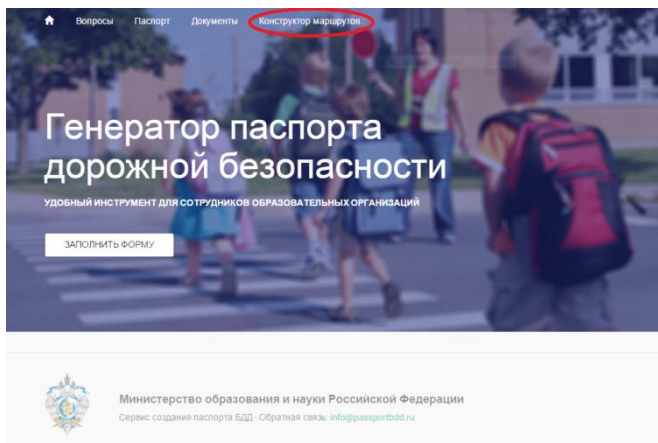 Вопросы Паспорт Документы Конструктор маршрутов
Генератор паспорта
дорожной безопасности
УДОБНЫЙ ИНСТРУМЕНТ ДЛЯ СОТРУДНИКОВ ОБРАЗОВАТЕЛЬНЫХ ОРГАНИЗАЦИЙ
ЗАПОЛНИТЬ ФОРМУ
Министерство образования и науки Российской Федерации
Сервис создания паспорта БДД · Обратная связь: info@passportbdd.ru